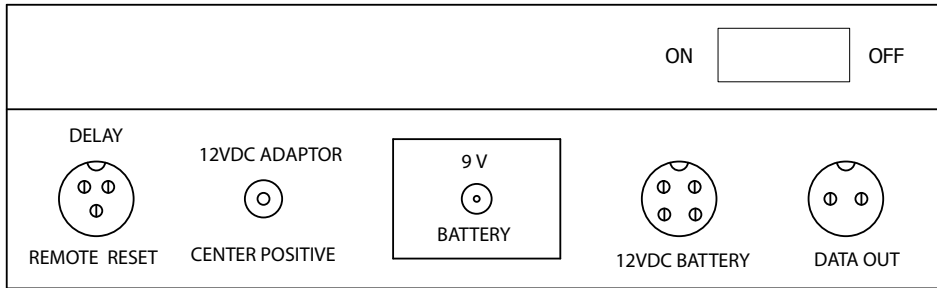 ON
OFF
DELAY
REMOTE RESET
12VDC ADAPTOR
CENTER POSITIVE
9 V
BATTERY
12VDC BATTERY
DATA OUT